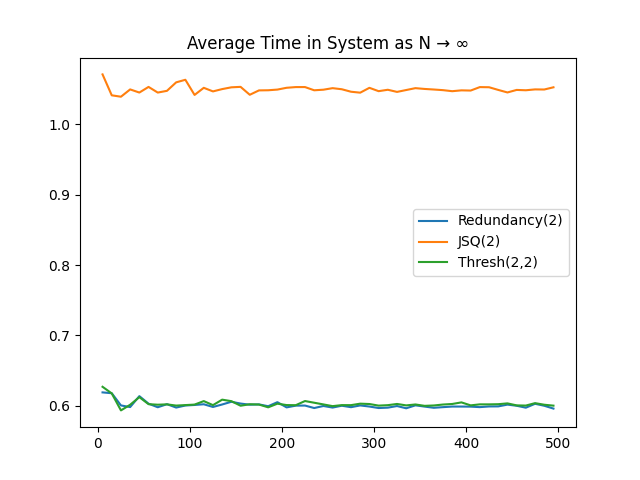 Average Time in System as N → ∞
1.0
0.9
0.8
0.7
0.6
Redundancy(2)
JSQ(2)
Thresh(2,2)
0 100 200 300 400 500